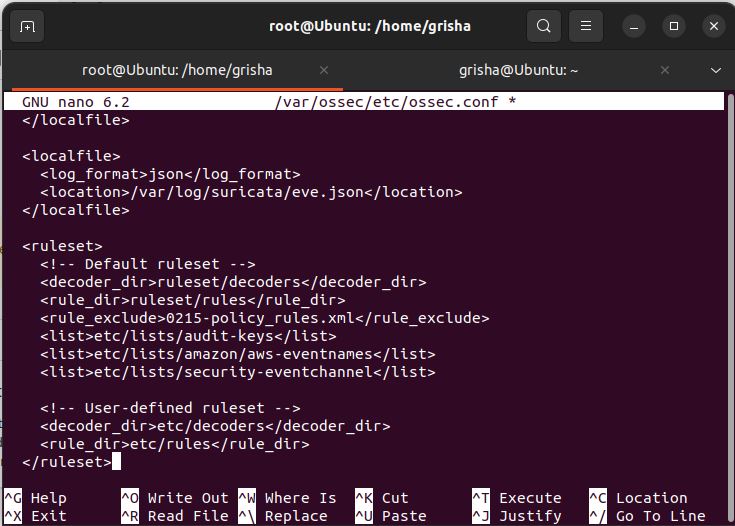 root@Ubuntu: /home/grisha
root@Ubuntu: /home/grisha × grisha@Ubuntu: ~ ×
GNU nano 6.2 /var/ossec/etc/ossec.conf *
</localfile>
<localfile>
<log_format>json</log_format>
<location>/var/log/suricata/eve.json</location>
</localfile>
<ruleset>
<!-- Default ruleset -->
<decoder_dir>ruleset/decoders</decoder_dir>
<rule_dir>ruleset/rules</rule_dir>
<rule_exclude>0215-policy_rules.xml</rule_exclude>
<list>etc/lists/audit-keys</list>
<list>etc/lists/amazon/aws-eventnames</list>
<list>etc/lists/security-eventchannel</list>
<!-- User-defined ruleset -->
<decoder_dir>etc/decoders</decoder_dir>
<rule_dir>etc/rules</rule_dir>
</ruleset>
^G Help ^O Write Out ^W Where Is ^K Cut ^T Execute ^C Location
^X Exit ^R Read File ^\ Replace ^U Paste ^J Justify ^/ Go To Line